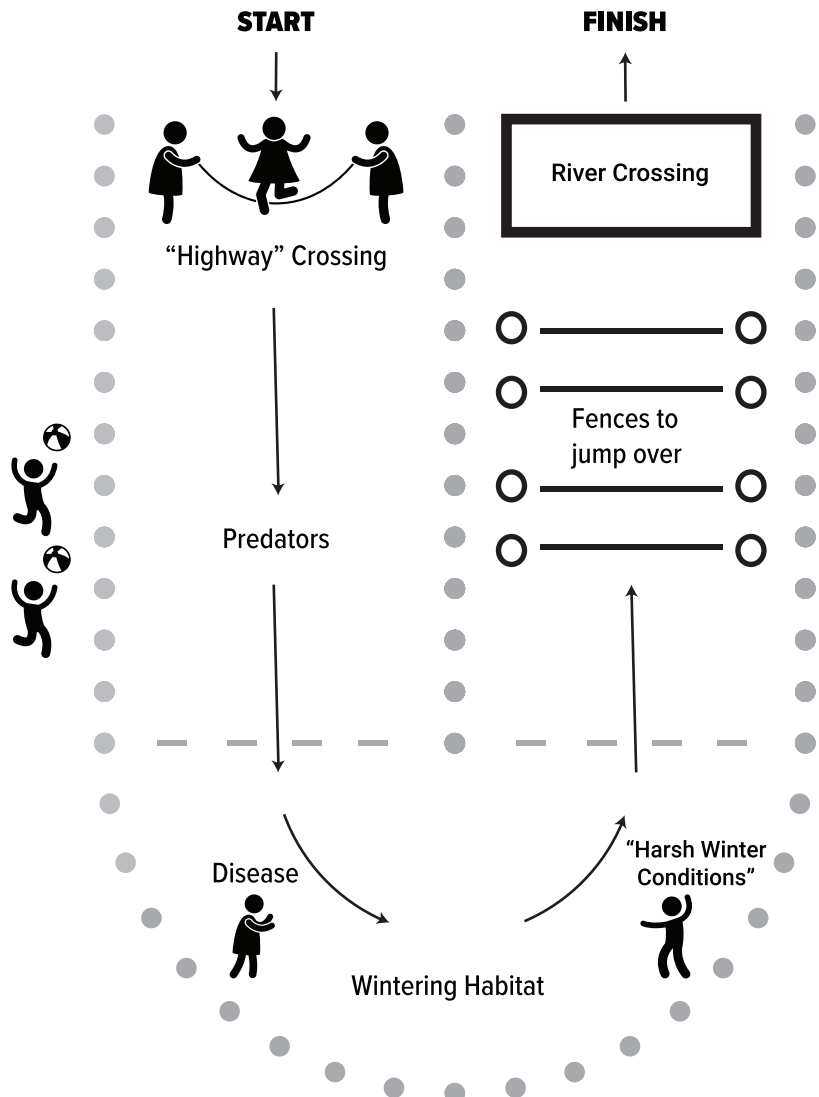 START
FINISH
River Crossing
“Highway” Crossing
Fences to
jump over
Predators
Disease
“Harsh Winter
Conditions”
Wintering Habitat